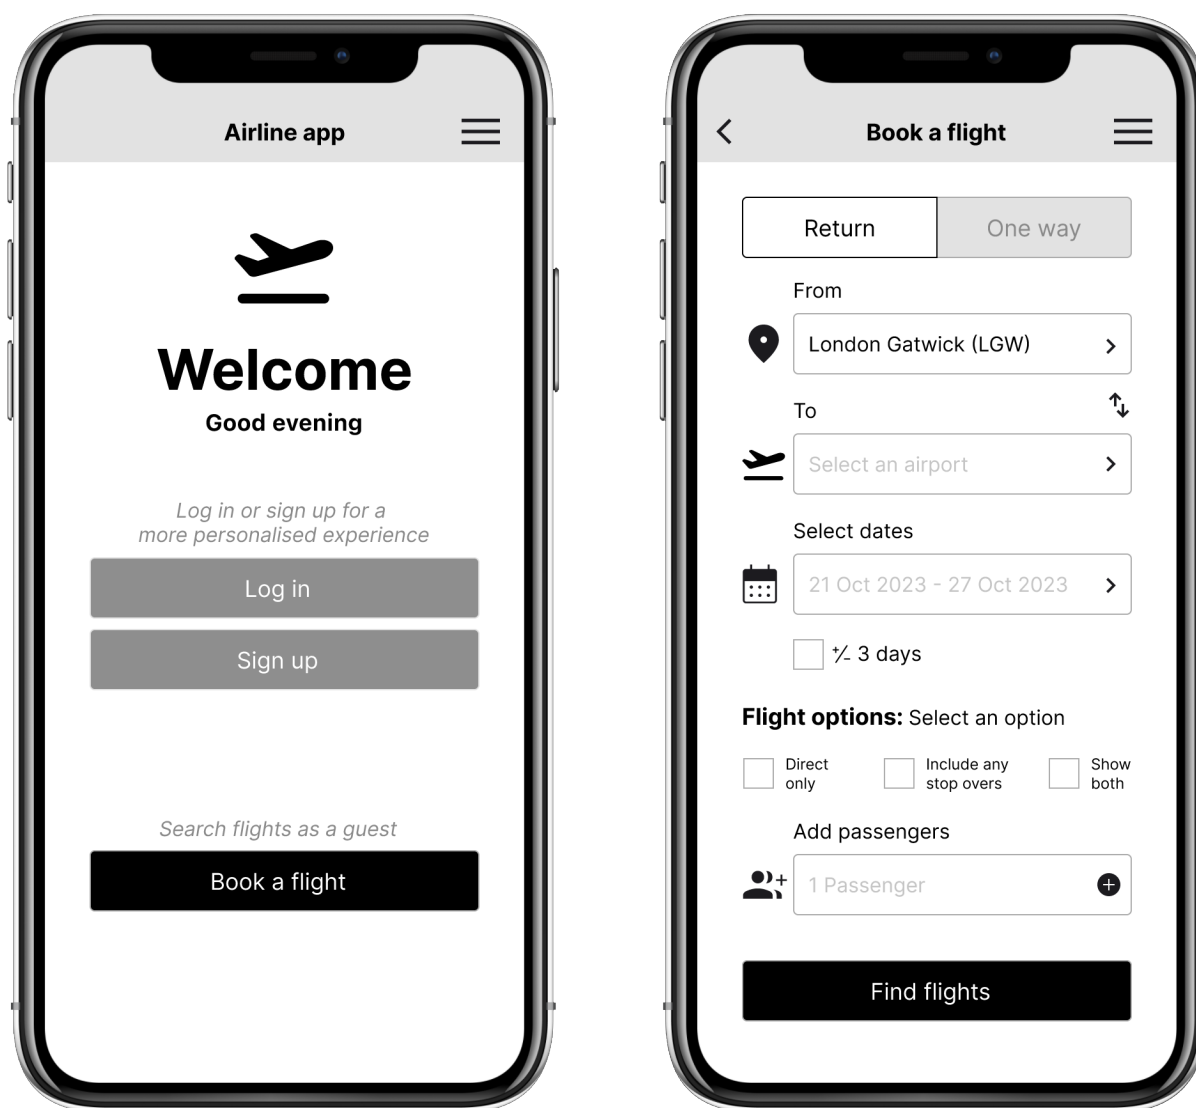 Airline app
Welcome
Good evening
Log in or sign up for a
more personalised experience
Log in
Sign up
Search flights as a guest
Book a flight
Book a flight
Return
One way
From
London Gatwick (LGW)
To
Select an airport
Select dates
21 Oct 2023 - 27 Oct 2023
+/- 3 days
Flight options: Select an option
Direct
only
Include any
stop overs
Show
both
Add passengers
1 Passenger
Find flights